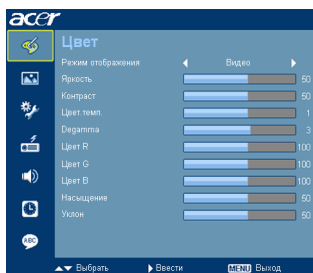 acer
Цвет
Режим отображения Видео
Яркость 50
Контраст 50
Цвет.темп. 1
Degamma 3
Цвет R 100
Цвет G 100
Цвет B 100
Насыщение 50
Уклон 50
ABC
Выбрать Ввести MENU Выход